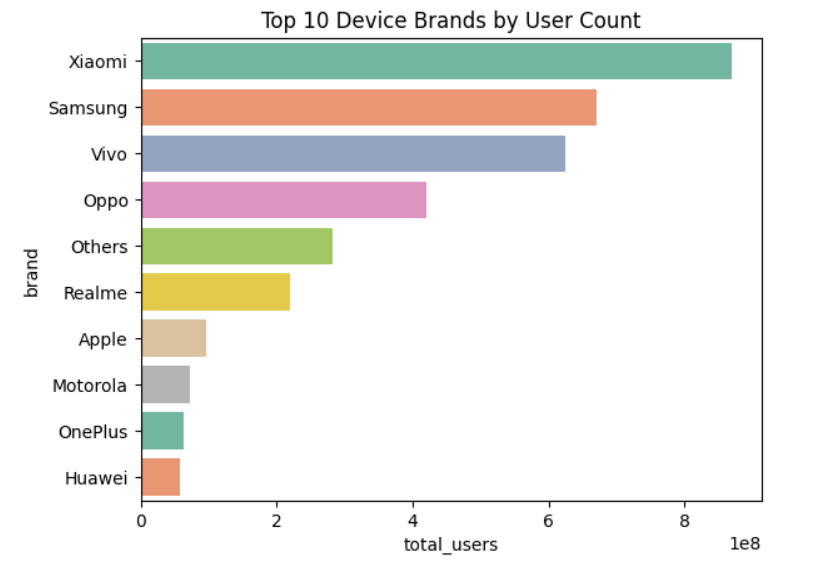 Top 10 Device Brands by User Count
Xiaomi
Samsung
Vivo
Oppo
Others
Realme
Apple
Motorola
OnePlus
Huawei
brand
0 2 4 6 8
1e8
total_users